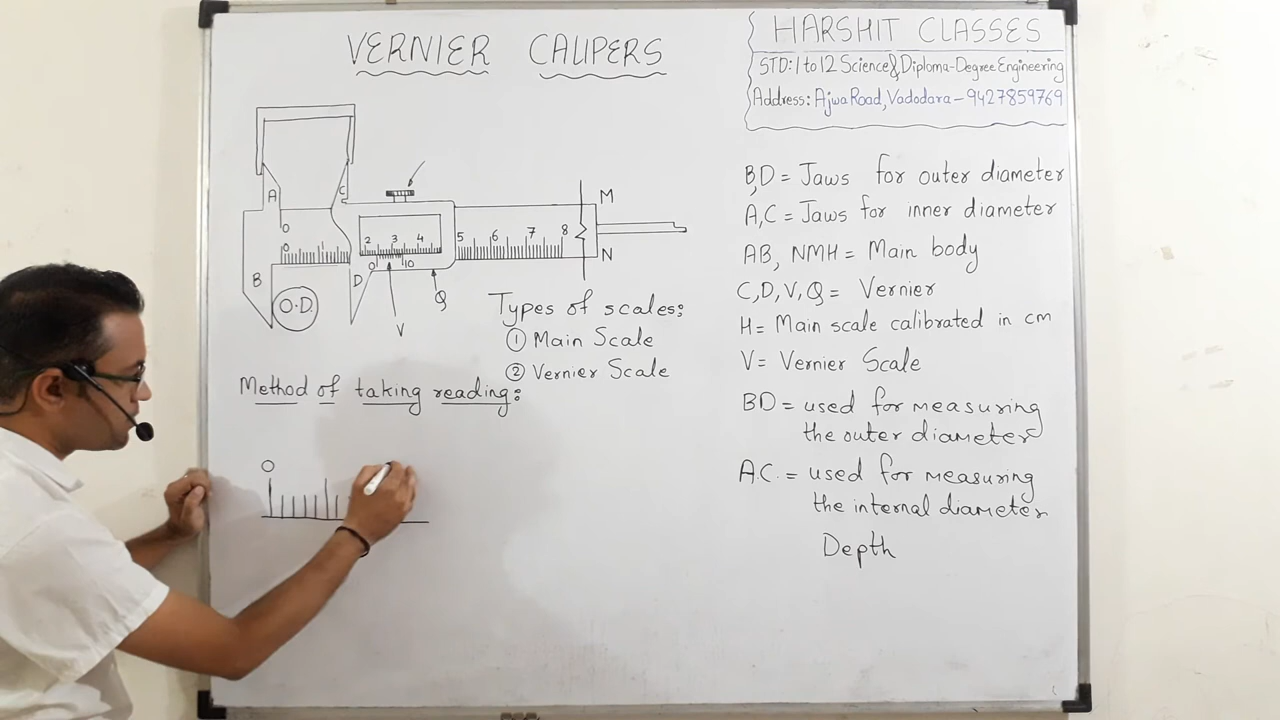 VERNIER CALIPERS
HARSHIT CLASSES
STD: 1 to 12 Science & Diploma-Degree Engineering
Address: Ajwa Road, Vadodara - 9427859769
A
C
M
0
0 1
2 3 4
5 6 7 8
0 10
N
B
O.D.
D
Q
V
Types of scales:
① Main Scale
② Vernier Scale
Method of taking reading:
0
B,D = Jaws for outer diameter
A,C = Jaws for inner diameter
AB, NMH = Main body
C,D,V,Q = Vernier
H = Main scale calibrated in cm
V = Vernier Scale
BD = used for measuring
the outer diameter
A.C. = used for measuring
the internal diameter
Depth